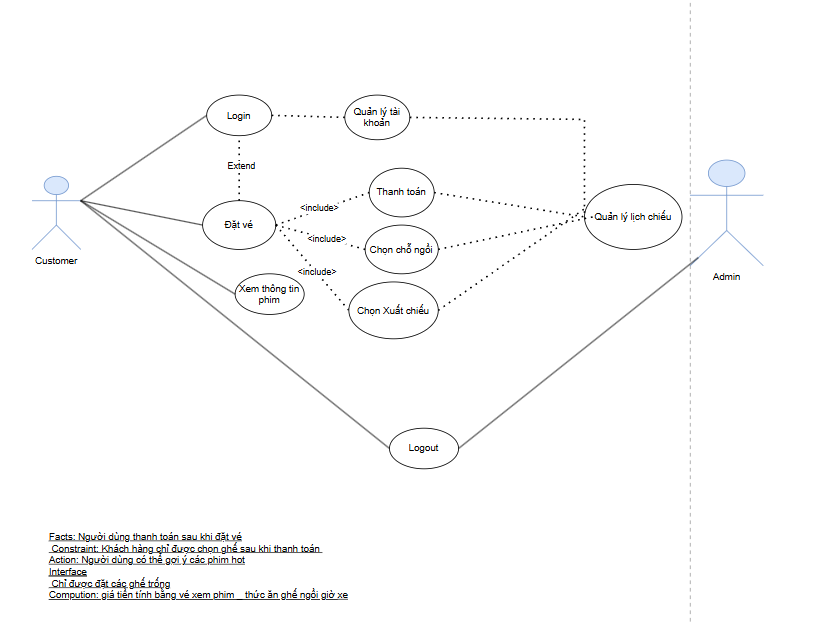 Login
Quản lý tài
khoản
Extend
Thanh toán
<include>
Đặt vé
Quản lý lịch chiếu
<include>
Chọn chỗ ngồi
Customer
<include>
Admin
Xem thông tin
phim
Chọn Xuất chiếu
Logout
Facts: Người dùng thanh toán sau khi đặt vé
Constraint: Khách hàng chỉ được chọn ghế sau khi thanh toán
Action: Người dùng có thể gợi ý các phim hot
Interface
Chỉ được đặt các ghế trống
Compution: giá tiền tính bằng vé xem phim _ thức ăn ghế ngồi giờ xe